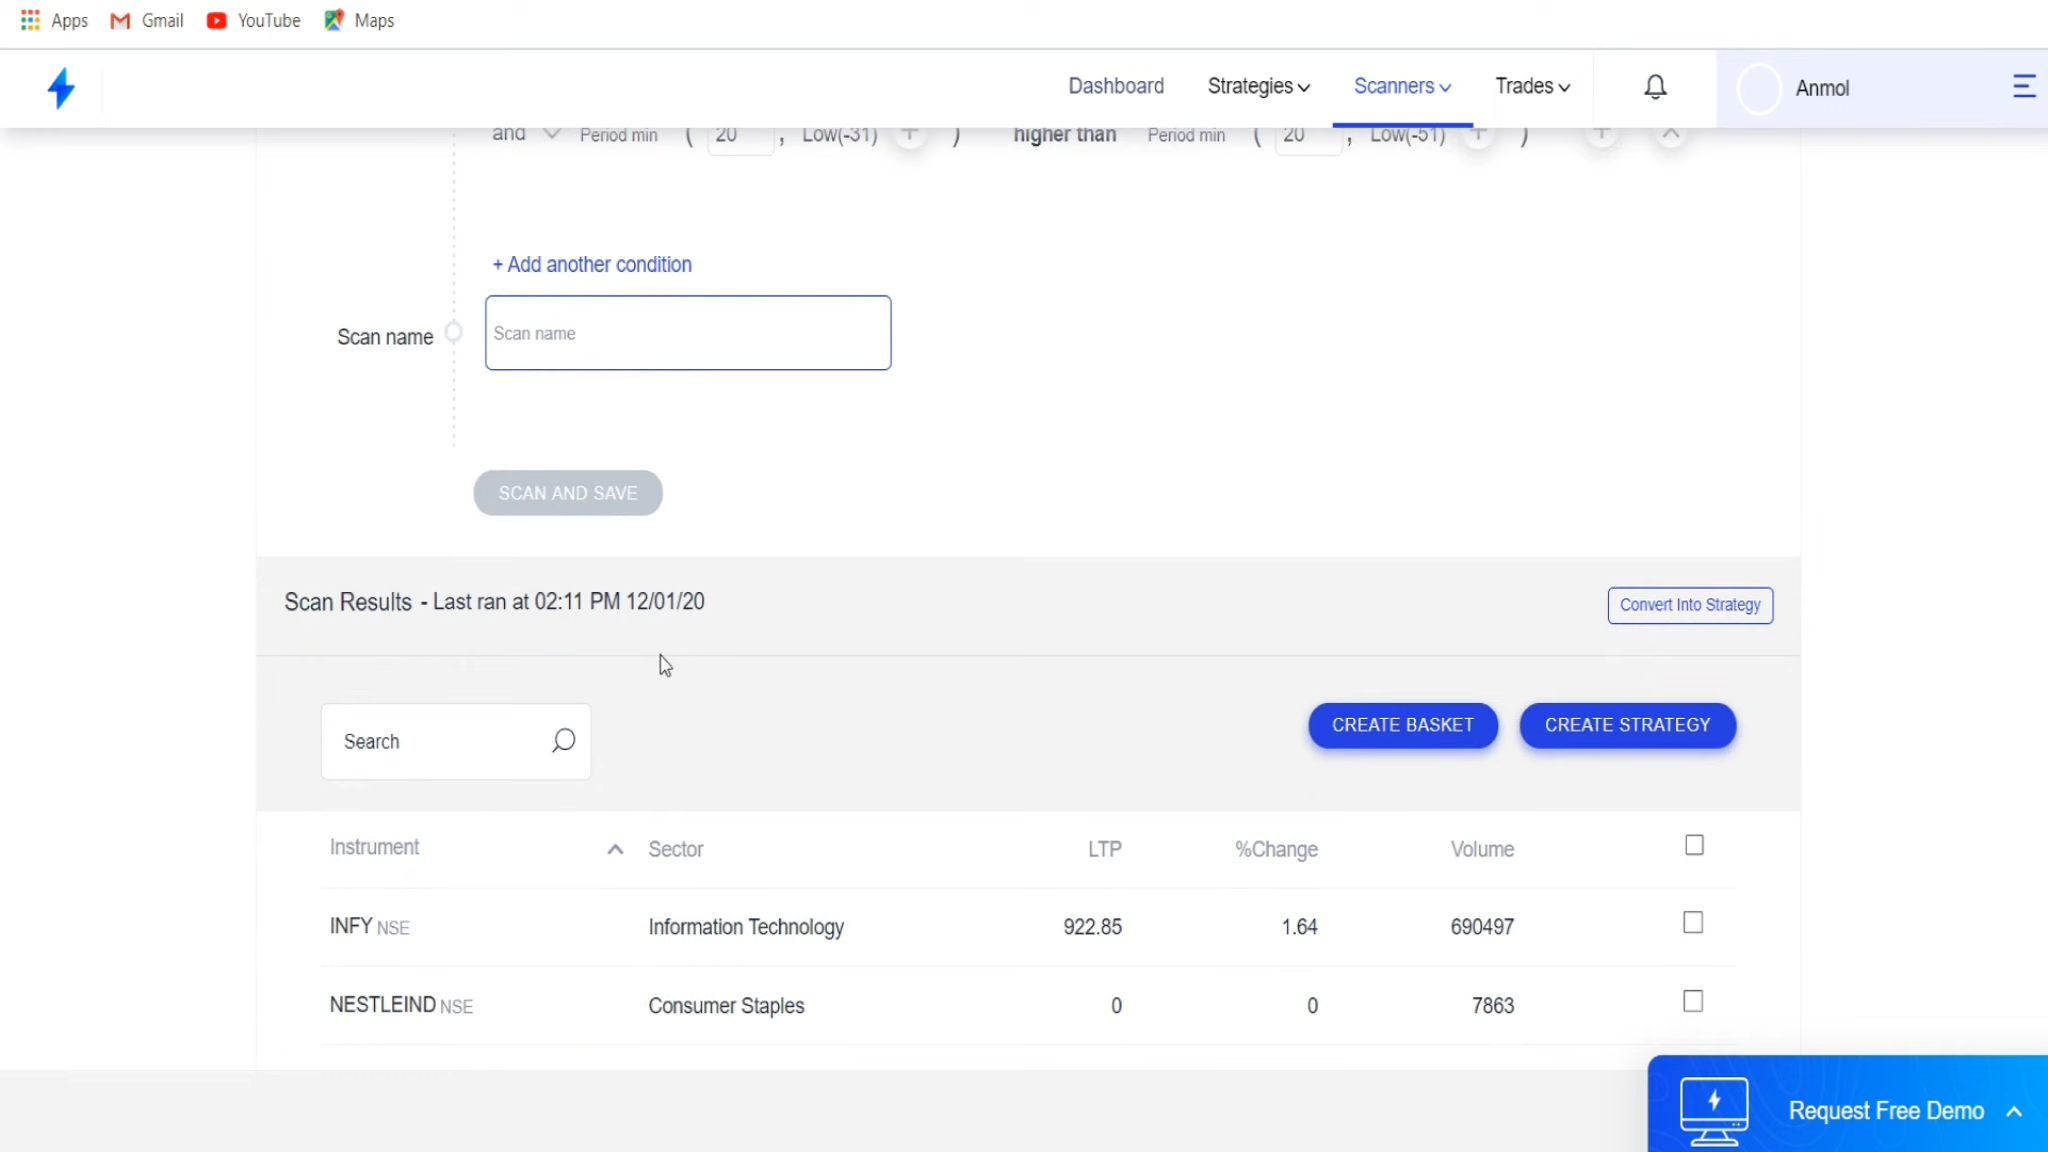 Apps Gmail YouTube Maps
Dashboard Strategies Scanners Trades Anmol
and Period min ( 20 , Low(-31) + ) higher than Period min ( 20 , Low(-51) + ) +
+ Add another condition
Scan name Scan name
SCAN AND SAVE
Scan Results - Last ran at 02:11 PM 12/01/20 Convert Into Strategy
Search CREATE BASKET CREATE STRATEGY
Instrument Sector LTP %Change Volume
INFY NSE Information Technology 922.85 1.64 690497
NESTLEIND NSE Consumer Staples 0 0 7863
Request Free Demo